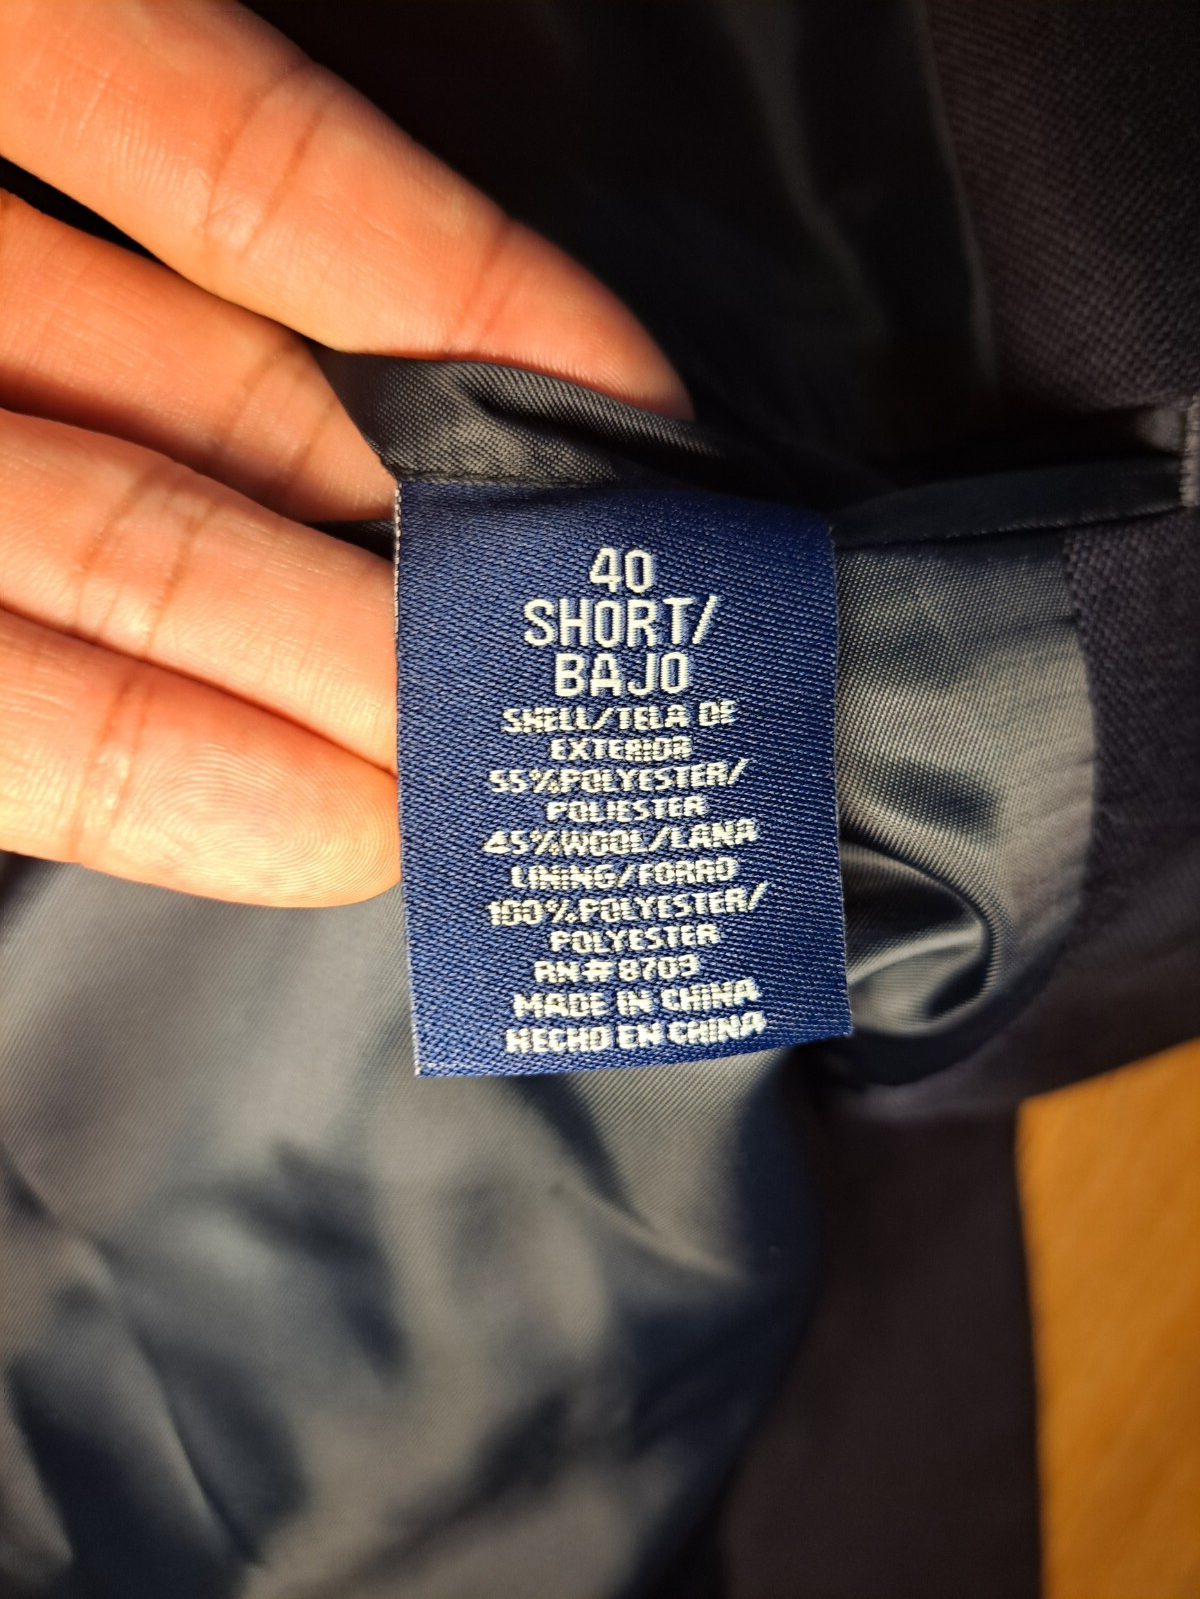 40
SHORT/
BAJO
SHELL/TELA DE
EXTERIOR
55%POLYESTER/
POLIESTER
45%WOOL/LANA
LINING/FORRO
100%POLYESTER/
POLYESTER
RN#8709
MADE IN CHINA
HECHO EN CHINA